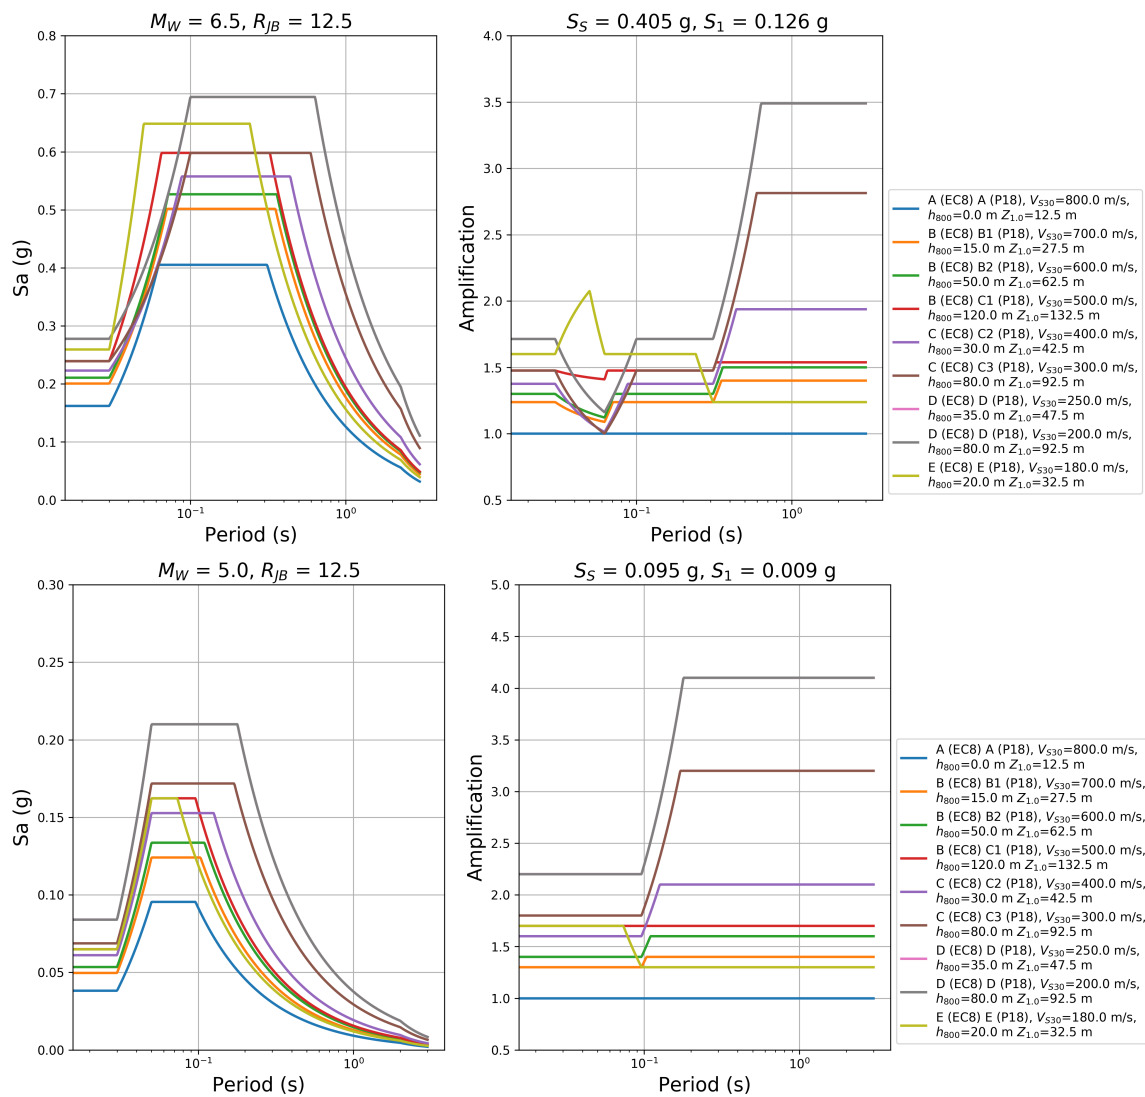 M_W = 6.5, R_JB = 12.5
0.8
0.7
0.6
0.5
0.4
0.3
0.2
0.1
0.0
Sa (g)
10⁻¹
10⁰
Period (s)
S_S = 0.405 g, S_1 = 0.126 g
4.0
3.5
3.0
2.5
2.0
1.5
1.0
0.5
Amplification
10⁻¹
10⁰
Period (s)
A (EC8) A (P18), V_S30=800.0 m/s,
h_800=0.0 m Z_1.0=12.5 m
B (EC8) B1 (P18), V_S30=700.0 m/s,
h_800=15.0 m Z_1.0=27.5 m
B (EC8) B2 (P18), V_S30=600.0 m/s,
h_800=50.0 m Z_1.0=62.5 m
B (EC8) C1 (P18), V_S30=500.0 m/s,
h_800=120.0 m Z_1.0=132.5 m
C (EC8) C2 (P18), V_S30=400.0 m/s,
h_800=30.0 m Z_1.0=42.5 m
C (EC8) C3 (P18), V_S30=300.0 m/s,
h_800=80.0 m Z_1.0=92.5 m
D (EC8) D (P18), V_S30=250.0 m/s,
h_800=35.0 m Z_1.0=47.5 m
D (EC8) D (P18), V_S30=200.0 m/s,
h_800=80.0 m Z_1.0=92.5 m
E (EC8) E (P18), V_S30=180.0 m/s,
h_800=20.0 m Z_1.0=32.5 m
M_W = 5.0, R_JB = 12.5
0.30
0.25
0.20
0.15
0.10
0.05
0.00
Sa (g)
10⁻¹
10⁰
Period (s)
S_S = 0.095 g, S_1 = 0.009 g
5.0
4.5
4.0
3.5
3.0
2.5
2.0
1.5
1.0
0.5
Amplification
10⁻¹
10⁰
Period (s)
A (EC8) A (P18), V_S30=800.0 m/s,
h_800=0.0 m Z_1.0=12.5 m
B (EC8) B1 (P18), V_S30=700.0 m/s,
h_800=15.0 m Z_1.0=27.5 m
B (EC8) B2 (P18), V_S30=600.0 m/s,
h_800=50.0 m Z_1.0=62.5 m
B (EC8) C1 (P18), V_S30=500.0 m/s,
h_800=120.0 m Z_1.0=132.5 m
C (EC8) C2 (P18), V_S30=400.0 m/s,
h_800=30.0 m Z_1.0=42.5 m
C (EC8) C3 (P18), V_S30=300.0 m/s,
h_800=80.0 m Z_1.0=92.5 m
D (EC8) D (P18), V_S30=250.0 m/s,
h_800=35.0 m Z_1.0=47.5 m
D (EC8) D (P18), V_S30=200.0 m/s,
h_800=80.0 m Z_1.0=92.5 m
E (EC8) E (P18), V_S30=180.0 m/s,
h_800=20.0 m Z_1.0=32.5 m